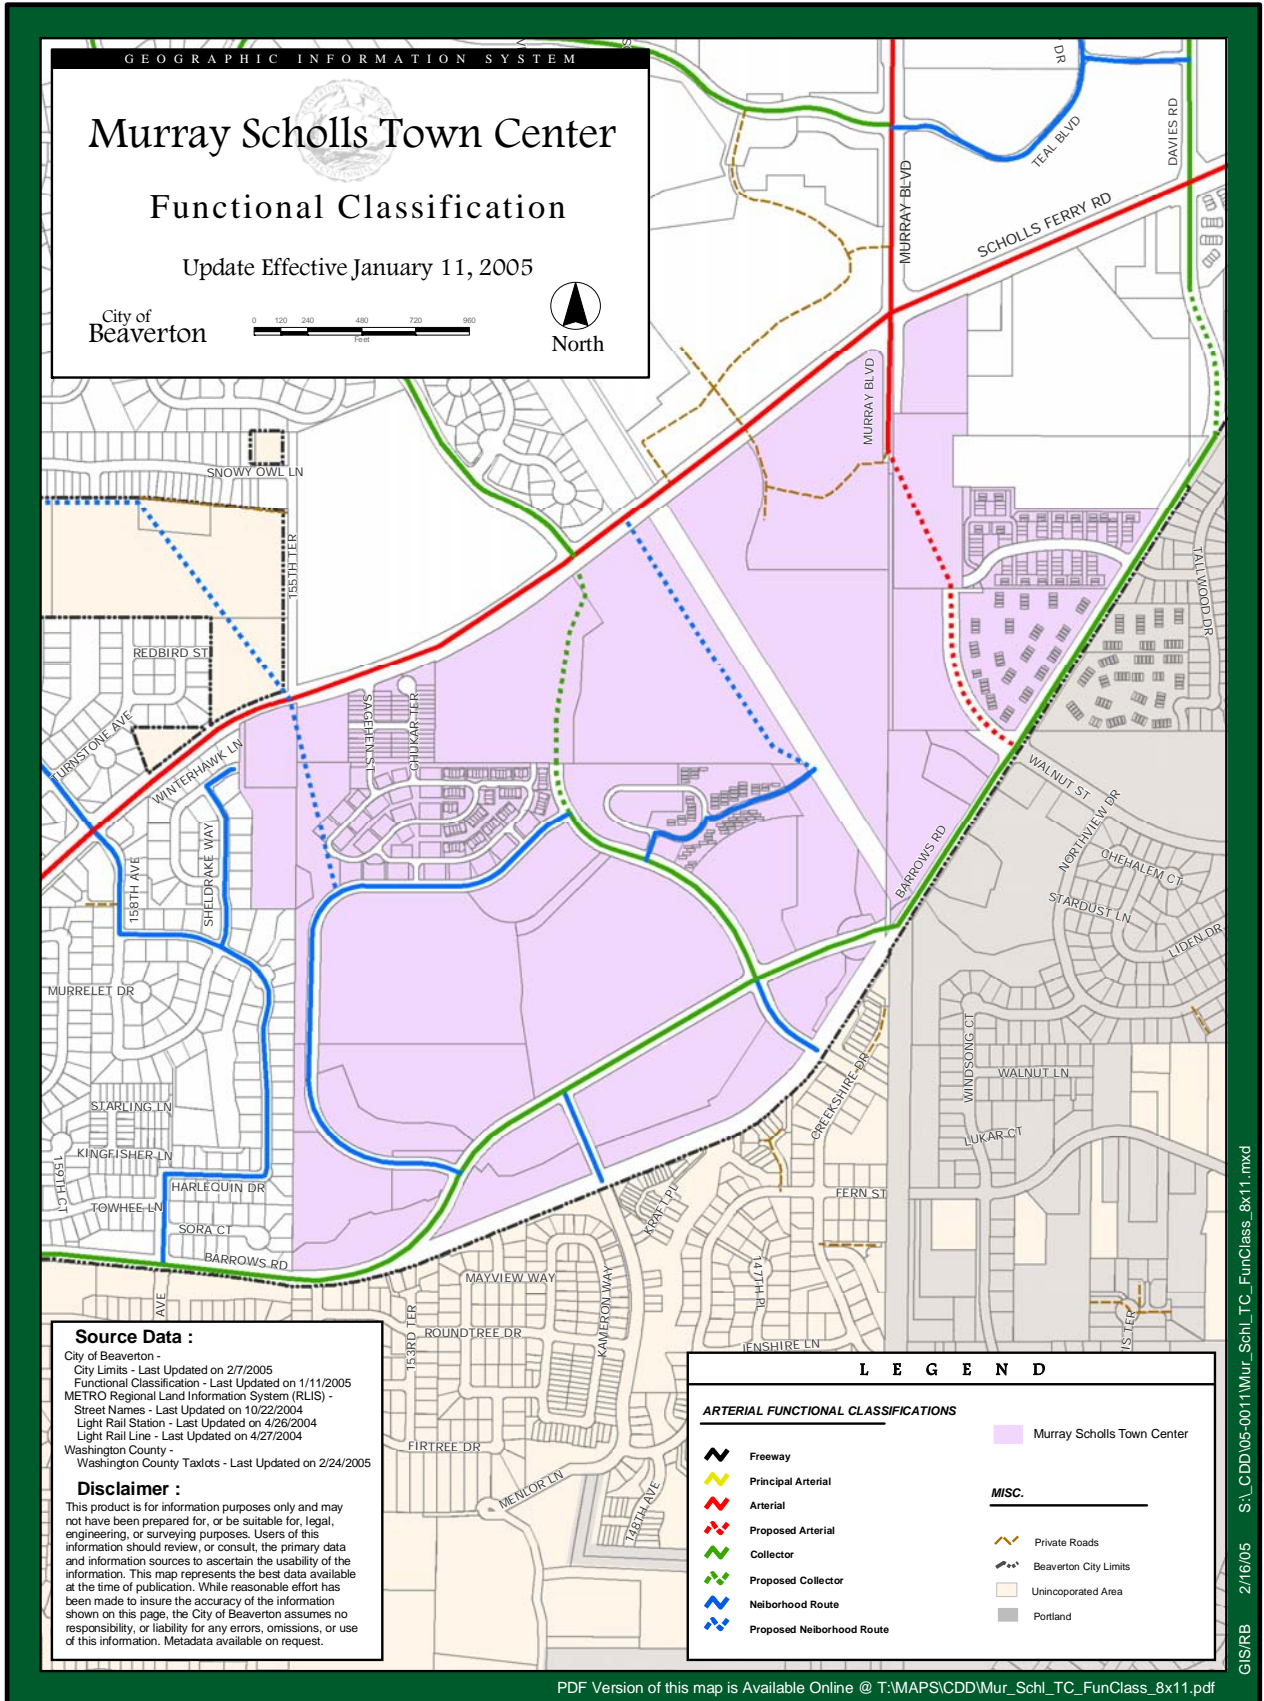 GEOGRAPHIC INFORMATION SYSTEM
Murray Scholls Town Center
Functional Classification
Update Effective January 11, 2005
City of
Beaverton
0 120 240 480 720 960
Feet
North
DR
TEAL BLVD
DAVIES RD
MURRAY BLVD
SCHOLLS FERRY RD
MURRAY BLVD
SNOWY OWL LN
155TH TER
TALLWOOD DR
REDBIRD ST
SAGEHEN ST
CHUKAR TER
TURNSTONE AVE
WINTERHAWK LN
WALNUT ST
NORTHVIEW DR
158TH AVE
SHELDRAKE WAY
BARROWS RD
CHEHALEM CT
STARDUST LN
LIDEN DR
MURRELET DR
WINDSONG CT
WALNUT LN
CREEKSHIRE DR
STARLING LN
LUKAR CT
KINGFISHER LN
159TH CT
HARLEQUIN DR
TOWHEE LN
FERN ST
KRAFT PL
SORA CT
BARROWS RD
MAYVIEW WAY
147TH PL
AVE
153RD TER
ROUNDTREE DR
KAMERON WAY
JENSHIRE LN
IS TER
FIRTREE DR
MENLOR LN
148TH AVE
Source Data :
City of Beaverton -
City Limits - Last Updated on 2/7/2005
Functional Classification - Last Updated on 1/11/2005
METRO Regional Land Information System (RLIS) -
Street Names - Last Updated on 10/22/2004
Light Rail Station - Last Updated on 4/26/2004
Light Rail Line - Last Updated on 4/27/2004
Washington County -
Washington County Taxlots - Last Updated on 2/24/2005
Disclaimer :
This product is for information purposes only and may
not have been prepared for, or be suitable for, legal,
engineering, or surveying purposes. Users of this
information should review, or consult, the primary data
and information sources to ascertain the usability of the
information. This map represents the best data available
at the time of publication. While reasonable effort has
been made to insure the accuracy of the information
shown on this page, the City of Beaverton assumes no
responsibility, or liability for any errors, omissions, or use
of this information. Metadata available on request.
LEGEND
ARTERIAL FUNCTIONAL CLASSIFICATIONS
Freeway
Principal Arterial
Arterial
Proposed Arterial
Collector
Proposed Collector
Neiborhood Route
Proposed Neiborhood Route
Murray Scholls Town Center
MISC.
Private Roads
Beaverton City Limits
Unincoporated Area
Portland
GIS/RB 2/16/05 S:\_CDD\05-0011\Mur_Schl_TC_FunClass_8x11.mxd
PDF Version of this map is Available Online @ T:\MAPS\CDD\Mur_Schl_TC_FunClass_8x11.pdf